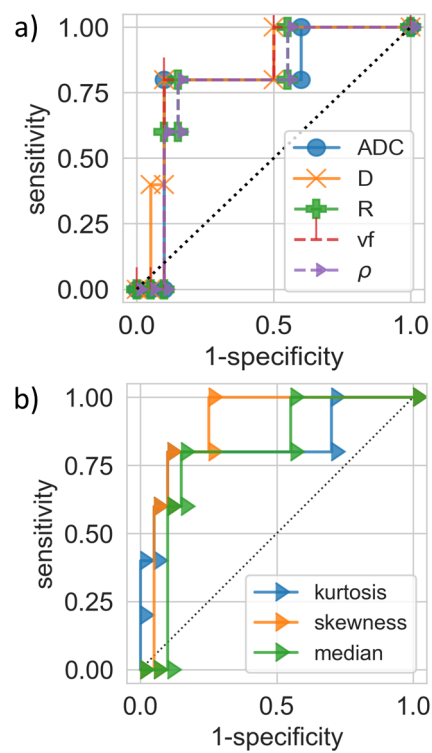 a)
1.00
0.75
0.50
0.25
0.00
sensitivity
ADC
D
R
vf
ρ
0.0 0.5 1.0
1-specificity
b)
1.00
0.75
0.50
0.25
0.00
sensitivity
kurtosis
skewness
median
0.0 0.5 1.0
1-specificity